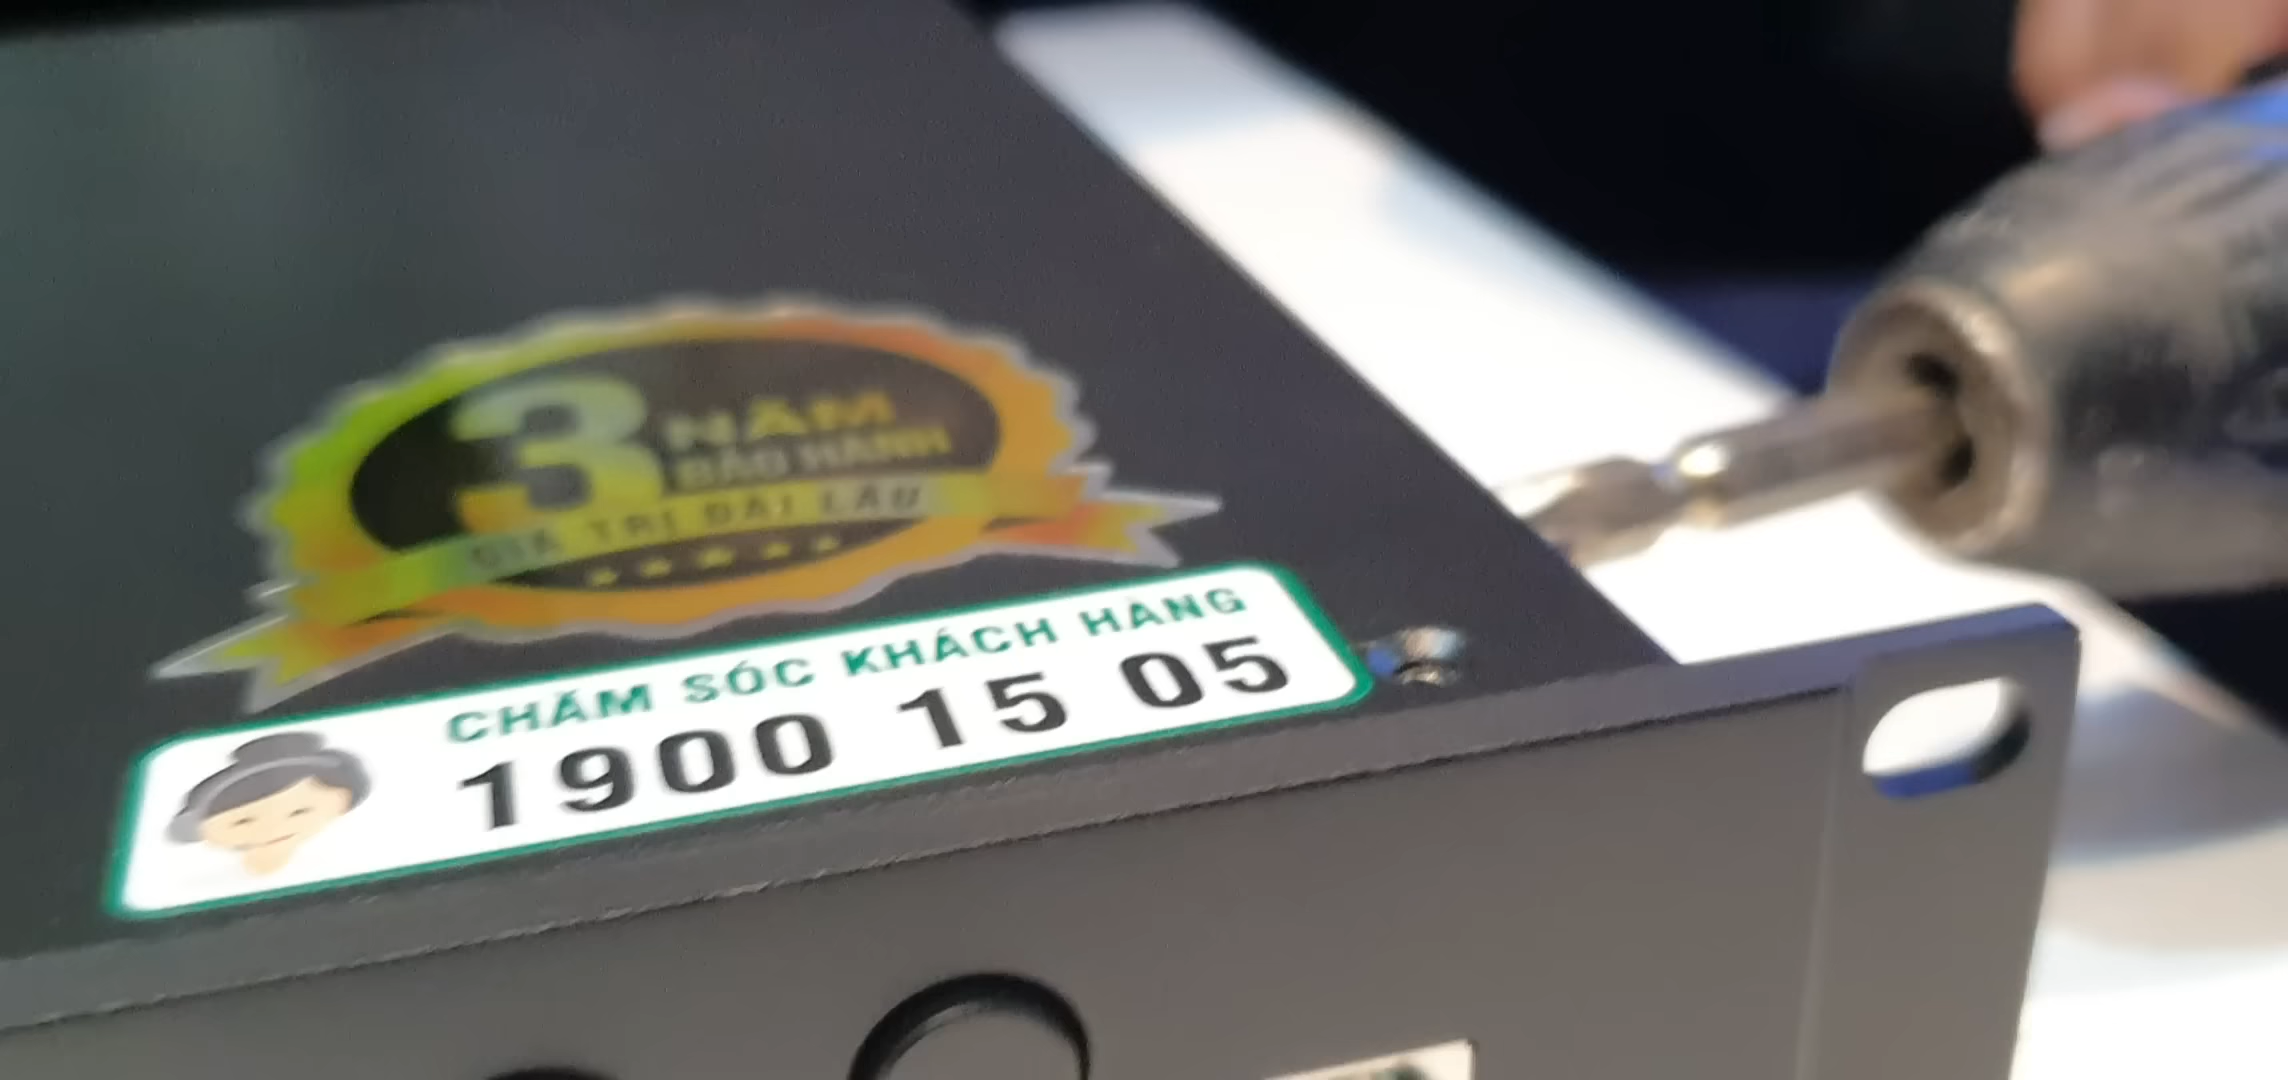 3 NĂM
BẢO HÀNH
GIÁ TRỊ DÀI LÂU
CHĂM SÓC KHÁCH HÀNG
1900 15 05